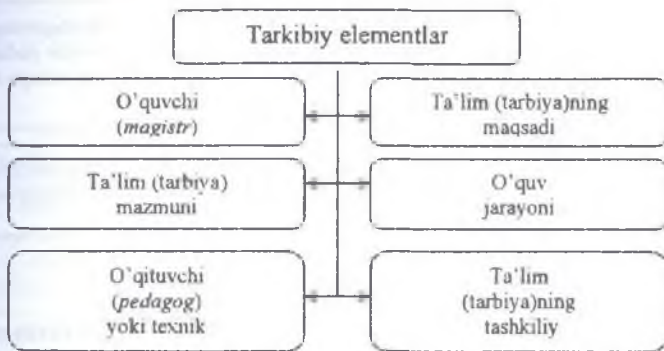 Tarkibiy elementlar
O'quvchi
(magistr)
Ta'lim (tarbiya)ning
maqsadi
Ta'lim (tarbiya)
mazmuni
O'quv
jarayoni
O'qituvchi
(pedagog)
yoki texnik
Ta'lim
(tarbiya)ning
tashkiliy